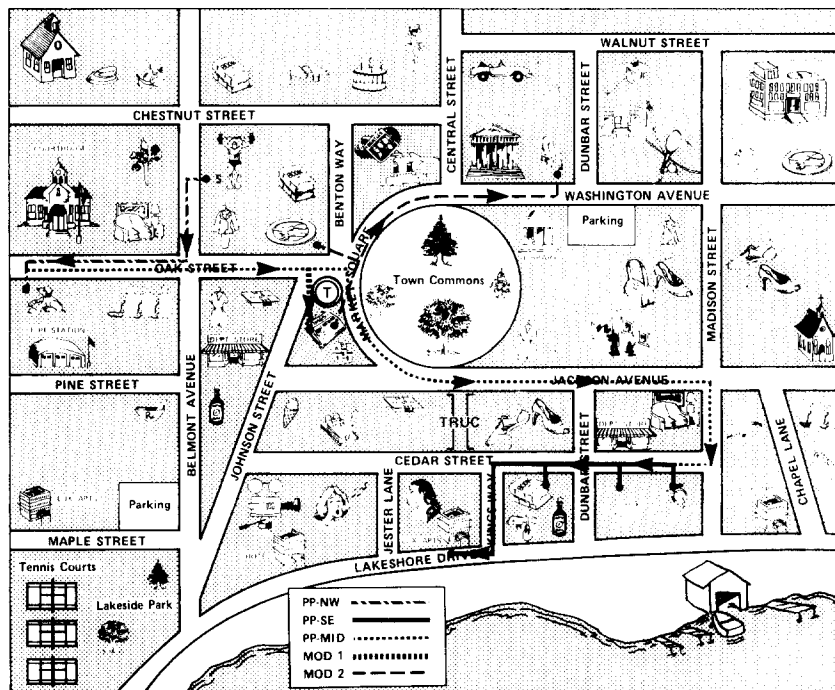 WALNUT STREET
CHESTNUT STREET
CENTRAL STREET
DUNBAR STREET
BENTON WAY
WASHINGTON AVENUE
Parking
OAK STREET
MARKET SQUARE
T
Town Commons
MADISON STREET
FIRE STATION
PINE STREET
JACKSON AVENUE
BELMONT AVENUE
JOHNSON STREET
TRUC
CEDAR STREET
DUNBAR STREET
CHAPEL LANE
JESTER LANE
KINGS WAY
Parking
MAPLE STREET
LAKESHORE DRIVE
Tennis Courts
Lakeside Park
PP-NW
PP-SE
PP-MID
MOD 1
MOD 2